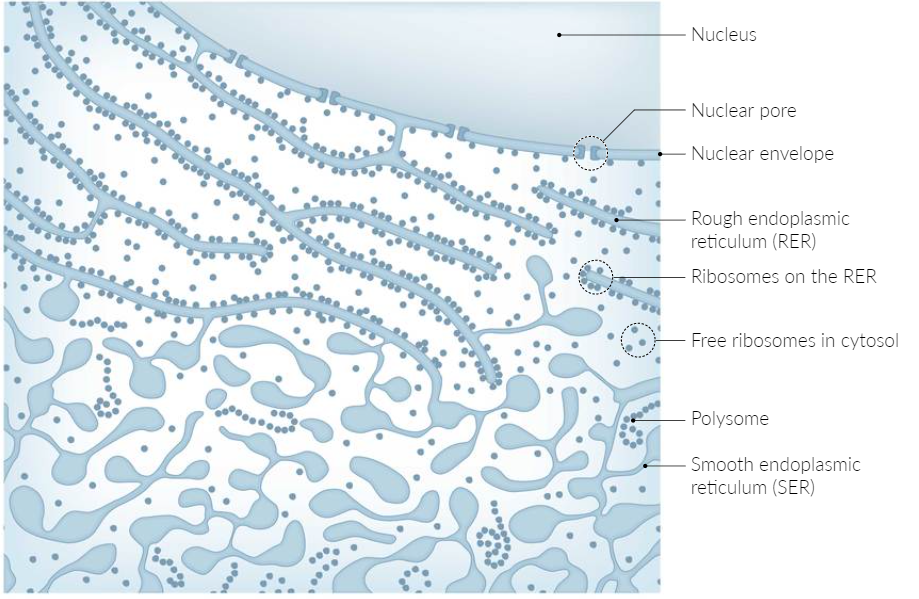 Nucleus
Nuclear pore
Nuclear envelope
Rough endoplasmic
reticulum (RER)
Ribosomes on the RER
Free ribosomes in cytosol
Polysome
Smooth endoplasmic
reticulum (SER)